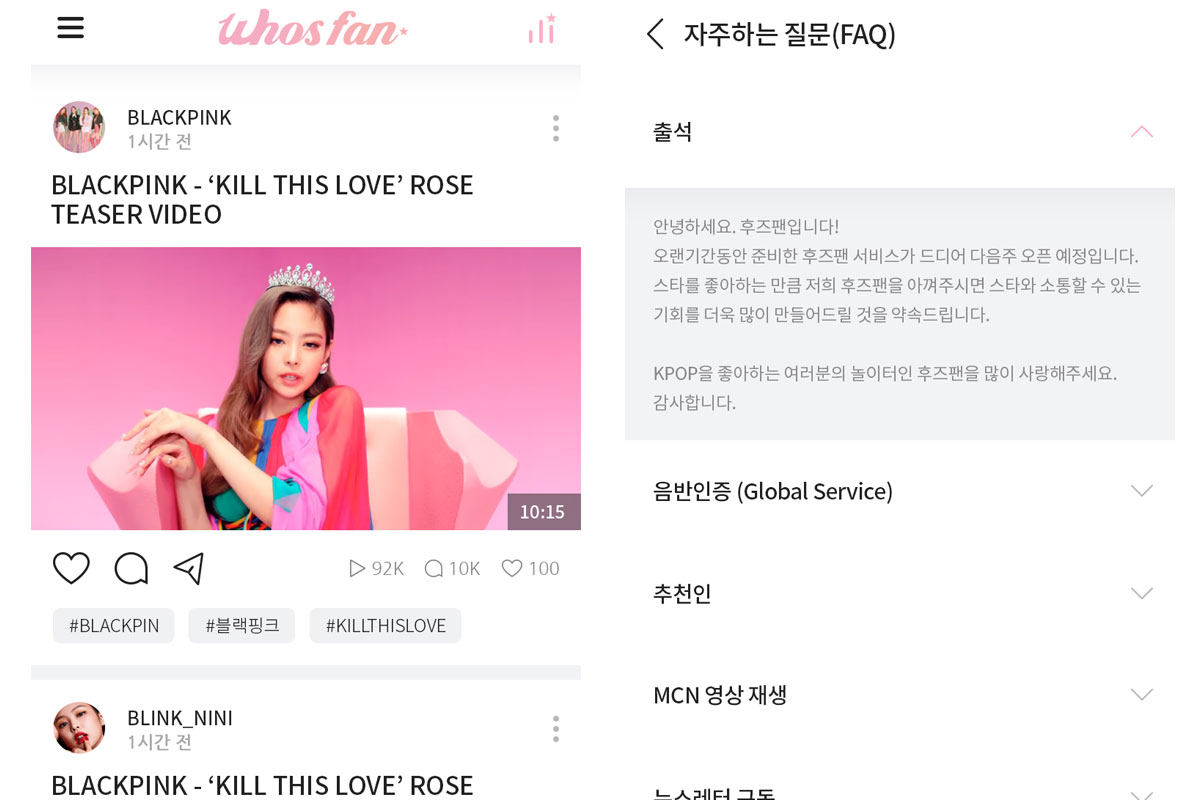 whosfan
BLACKPINK
1시간 전
BLACKPINK - ‘KILL THIS LOVE’ ROSE
TEASER VIDEO
10:15
92K 10K 100
#BLACKPIN #블랙핑크 #KILLTHISLOVE
BLINK_NINI
1시간 전
BLACKPINK - ‘KILL THIS LOVE’ ROSE
자주하는 질문(FAQ)
출석
안녕하세요. 후즈팬입니다!
오랜기간동안 준비한 후즈팬 서비스가 드디어 다음주 오픈 예정입니다.
스타를 좋아하는 만큼 저희 후즈팬을 아껴주시면 스타와 소통할 수 있는
기회를 더욱 많이 만들어드릴 것을 약속드립니다.
KPOP을 좋아하는 여러분의 놀이터인 후즈팬을 많이 사랑해주세요.
감사합니다.
음반인증 (Global Service)
추천인
MCN 영상 재생
뉴스레터 구독